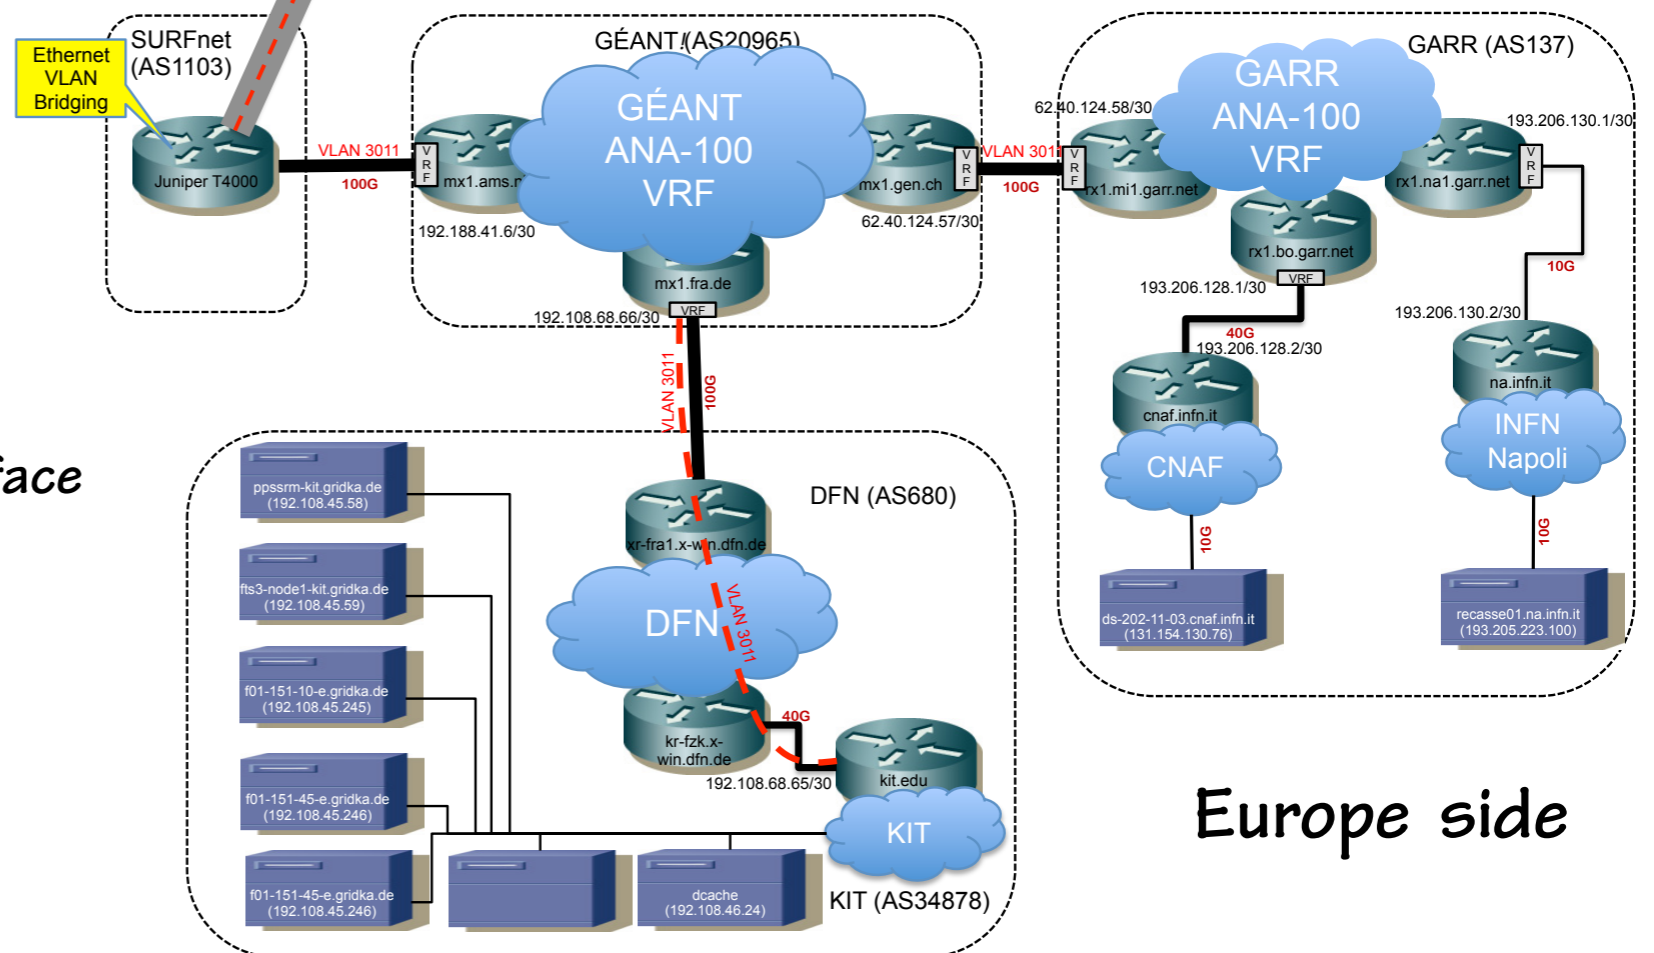 Ethernet
VLAN
Bridging
SURFnet
(AS1103)
Juniper T4000
VLAN 3011
100G
GÉANT (AS20965)
GÉANT
ANA-100
VRF
VRF
mx1.ams.n
192.188.41.6/30
mx1.gen.ch
VRF
62.40.124.57/30
mx1.fra.de
VRF
192.108.68.66/30
VLAN 3011
100G
GARR (AS137)
GARR
ANA-100
VRF
62.40.124.58/30
VRF
rx1.mi1.garr.net
193.206.130.1/30
rx1.na1.garr.net
VRF
rx1.bo.garr.net
VRF
193.206.128.1/30
40G
193.206.128.2/30
10G
193.206.130.2/30
cnaf.infn.it
CNAF
10G
ds-202-11-03.cnaf.infn.it
(131.154.130.76)
na.infn.it
INFN
Napoli
10G
recasse01.na.infn.it
(193.205.223.100)
VLAN 3011
100G
face
DFN (AS680)
xr-fra1.x-win.dfn.de
DFN
VLAN 3011
kr-fzk.x-
win.dfn.de
40G
192.108.68.65/30
kit.edu
KIT
KIT (AS34878)
ppssrm-kit.gridka.de
(192.108.45.58)
fts3-node1-kit.gridka.de
(192.108.45.59)
f01-151-10-e.gridka.de
(192.108.45.245)
f01-151-45-e.gridka.de
(192.108.45.246)
f01-151-45-e.gridka.de
(192.108.45.246)
dcache
(192.108.46.24)
Europe side